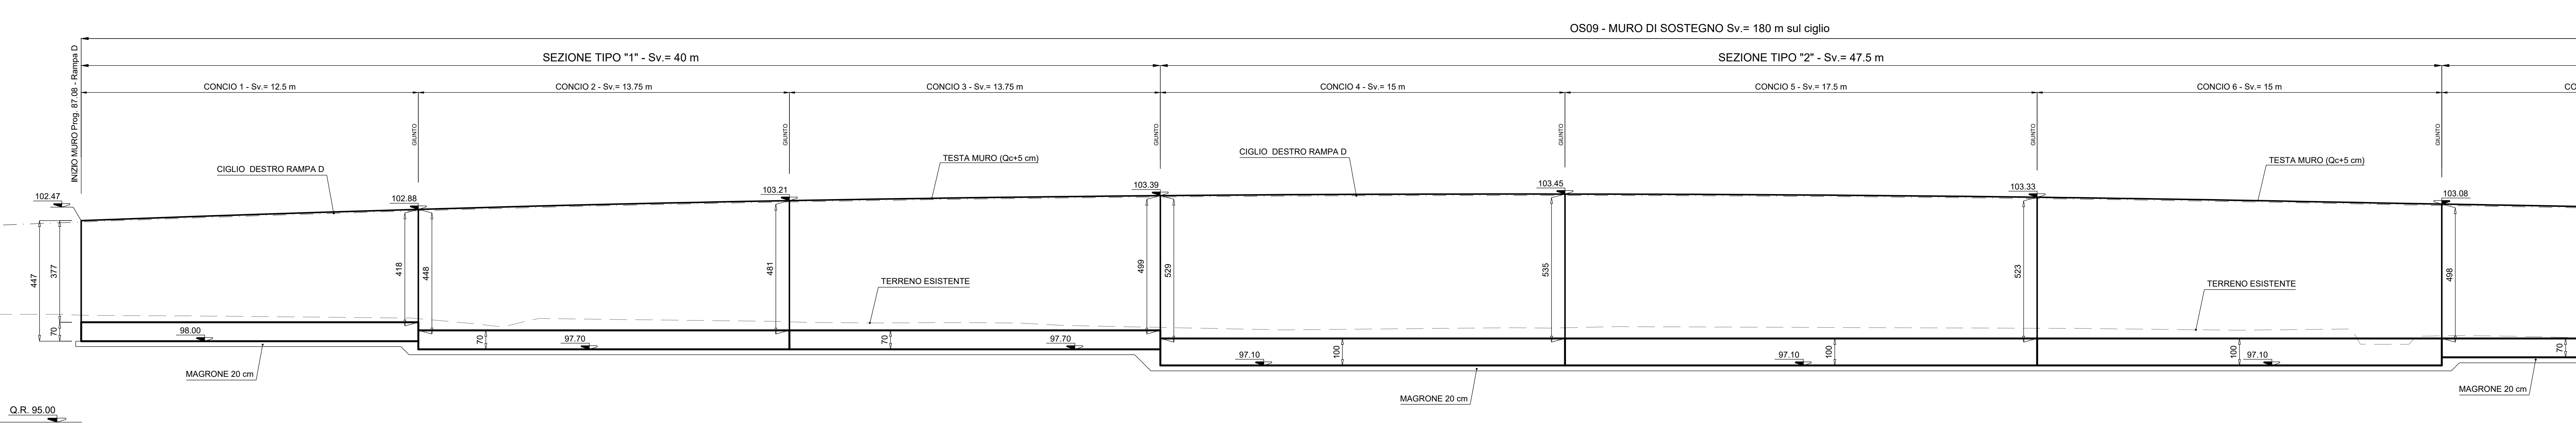 OS09 - MURO DI SOSTEGNO Sv.= 180 m sul ciglio
SEZIONE TIPO "1" - Sv.= 40 m
SEZIONE TIPO "2" - Sv.= 47.5 m
CONCIO 1 - Sv.= 12.5 m
CONCIO 2 - Sv.= 13.75 m
CONCIO 3 - Sv.= 13.75 m
CONCIO 4 - Sv.= 15 m
CONCIO 5 - Sv.= 17.5 m
CONCIO 6 - Sv.= 15 m
CO
INIZIO MURO Prog. 87.08 - Rampa D
GIUNTO
GIUNTO
GIUNTO
GIUNTO
GIUNTO
GIUNTO
CIGLIO DESTRO RAMPA D
TESTA MURO (Qc+5 cm)
CIGLIO DESTRO RAMPA D
TESTA MURO (Qc+5 cm)
102.47
102.88
103.21
103.39
103.45
103.33
103.08
447
377
70
418
448
481
499
529
535
523
498
TERRENO ESISTENTE
TERRENO ESISTENTE
98.00
97.70
70
70
97.70
97.10
100
97.10
100
100
97.10
70
MAGRONE 20 cm
MAGRONE 20 cm
MAGRONE 20 cm
Q.R. 95.00